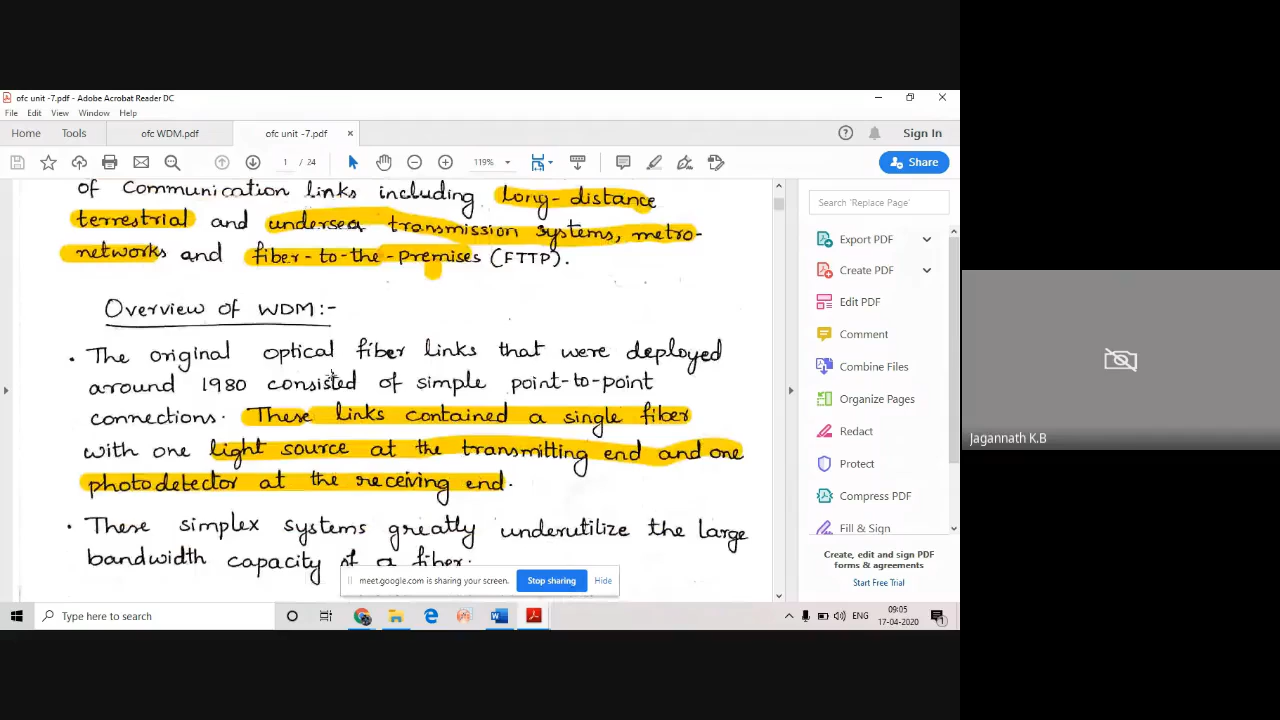 ofc unit -7.pdf - Adobe Acrobat Reader DC
File Edit View Window Help
Home Tools ofc WDM.pdf ofc unit -7.pdf × Sign In
1 / 24 119% Share
of communication links including long-distance
terrestrial and undersea transmission systems, metro-
networks and fiber-to-the-premises (FTTP).
Overview of WDM:-
• The original optical fiber links that were deployed
around 1980 consisted of simple point-to-point
connections. These links contained a single fiber
with one light source at the transmitting end and one
photodetector at the receiving end.
• These simplex systems greatly underutilize the large
bandwidth capacity of a fiber.
Search 'Replace Page'
Export PDF
Create PDF
Edit PDF
Comment
Combine Files
Organize Pages
Redact
Protect
Compress PDF
Fill & Sign
Create, edit and sign PDF
forms & agreements
Start Free Trial
meet.google.com is sharing your screen. Stop sharing Hide
Type here to search
ENG
09:05
17-04-2020
1
Jagannath K.B